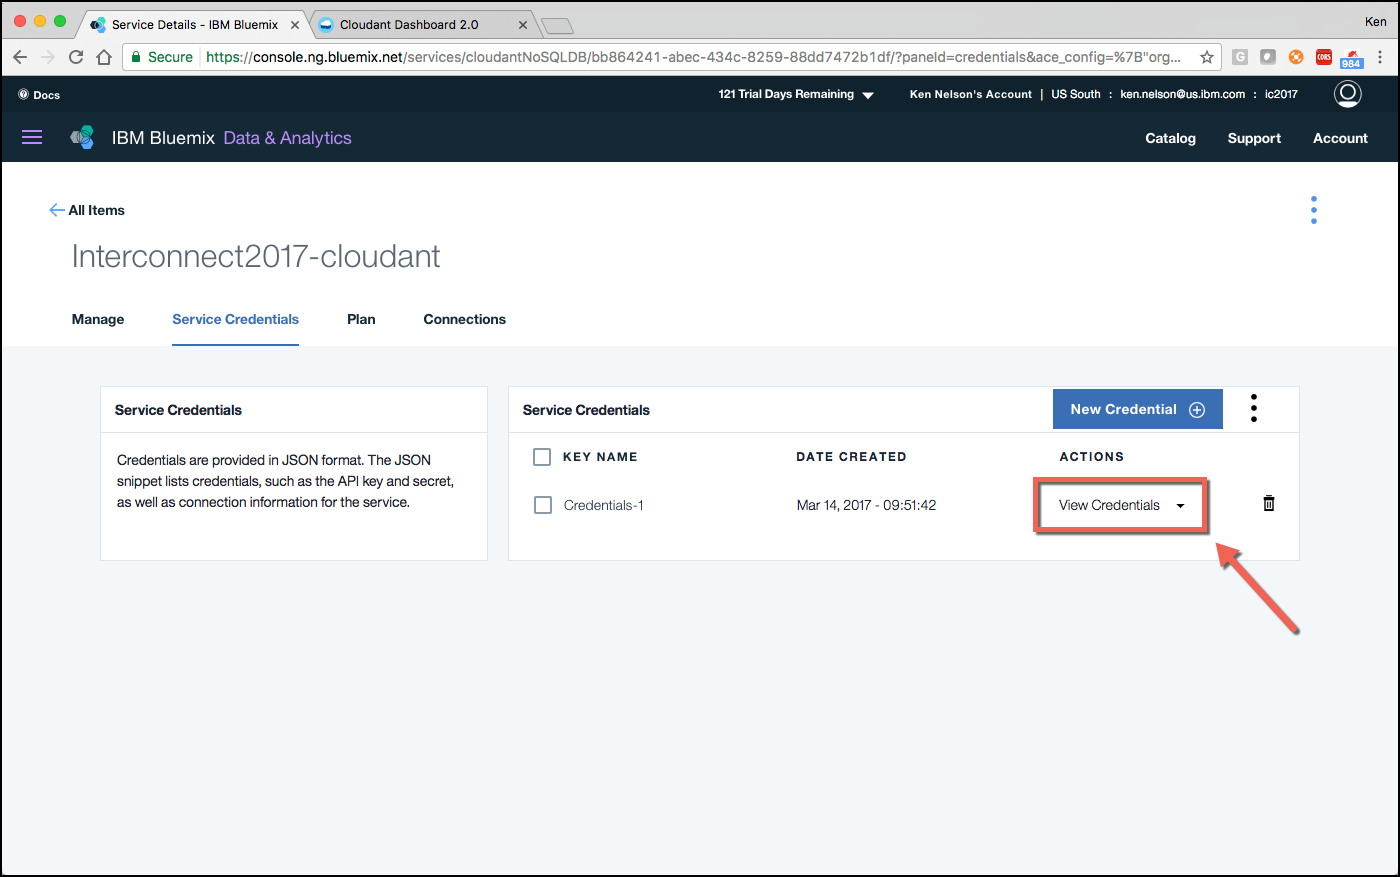 Service Details - IBM Bluemix
Cloudant Dashboard 2.0
Ken
Secure https://console.ng.bluemix.net/services/cloudantNoSQLDB/bb864241-abec-434c-8259-88dd7472b1df/?paneId=credentials&ace_config=%7B"org...
G
CORS
984
Docs
121 Trial Days Remaining
Ken Nelson's Account | US South : ken.nelson@us.ibm.com : ic2017
IBM Bluemix Data & Analytics
Catalog Support Account
All Items
Interconnect2017-cloudant
Manage Service Credentials Plan Connections
Service Credentials
Credentials are provided in JSON format. The JSON
snippet lists credentials, such as the API key and secret,
as well as connection information for the service.
Service Credentials
New Credential
KEY NAME DATE CREATED ACTIONS
Credentials-1 Mar 14, 2017 - 09:51:42 View Credentials